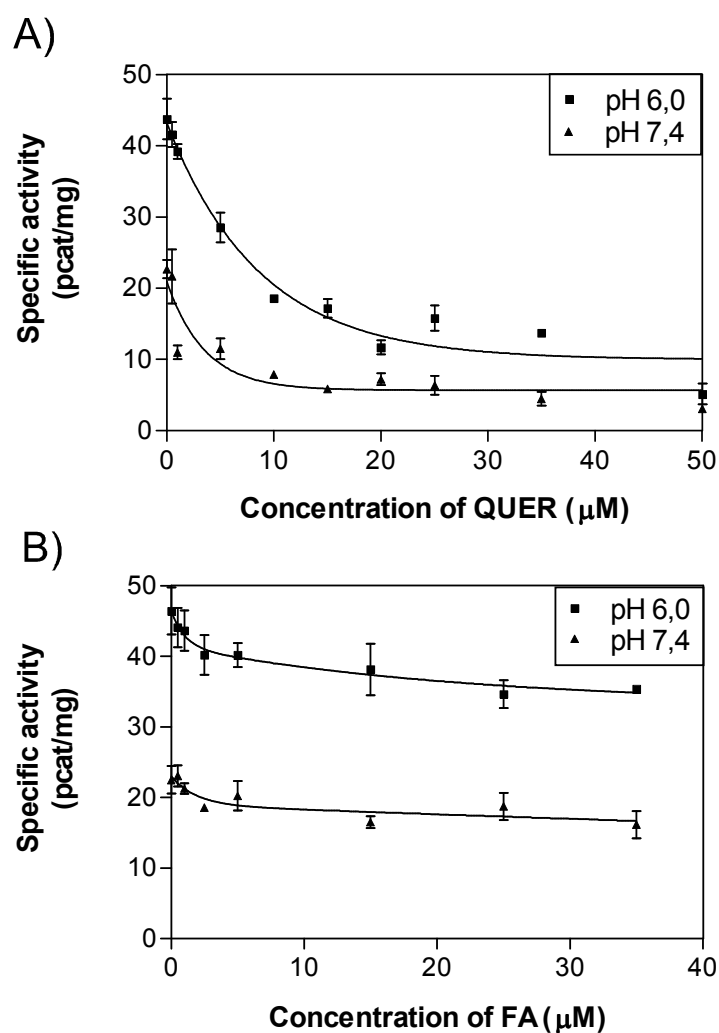 A)
50
40
30
20
10
0
Specific activity
(pcat/mg)
pH 6,0
pH 7,4
0 10 20 30 40 50
Concentration of QUER (μM)
B)
50
40
30
20
10
0
Specific activity
(pcat/mg)
pH 6,0
pH 7,4
0 10 20 30 40
Concentration of FA (μM)